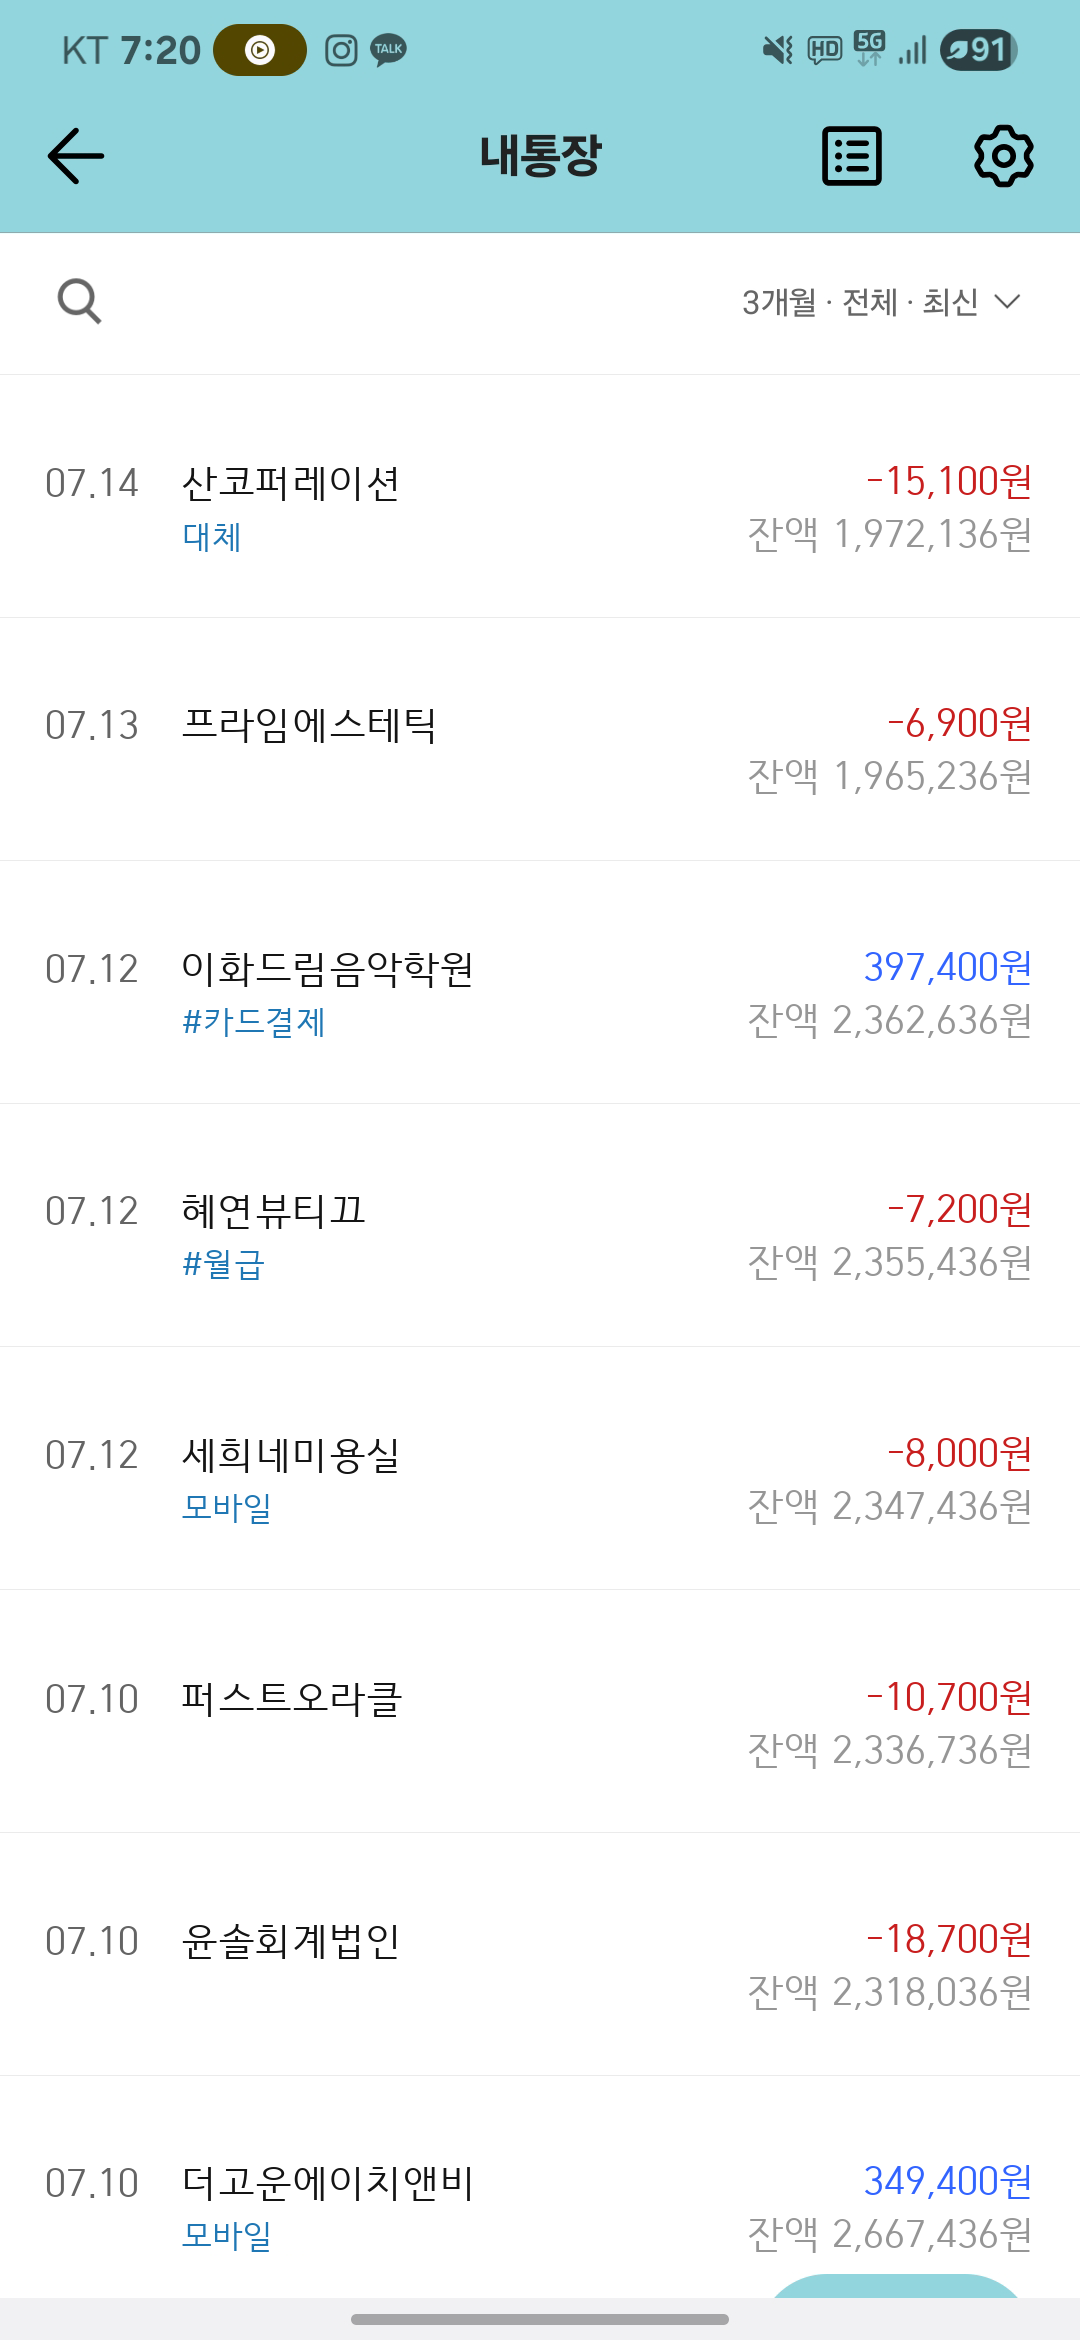 KT 7:20 TALK HD 5G 91
내통장
3개월 · 전체 · 최신
07.14 산코퍼레이션 -15,100원
대체 잔액 1,972,136원
07.13 프라임에스테틱 -6,900원
잔액 1,965,236원
07.12 이화드림음악학원 397,400원
#카드결제 잔액 2,362,636원
07.12 혜연뷰티끄 -7,200원
#월급 잔액 2,355,436원
07.12 세희네미용실 -8,000원
모바일 잔액 2,347,436원
07.10 퍼스트오라클 -10,700원
잔액 2,336,736원
07.10 윤솔회계법인 -18,700원
잔액 2,318,036원
07.10 더고운에이치앤비 349,400원
모바일 잔액 2,667,436원